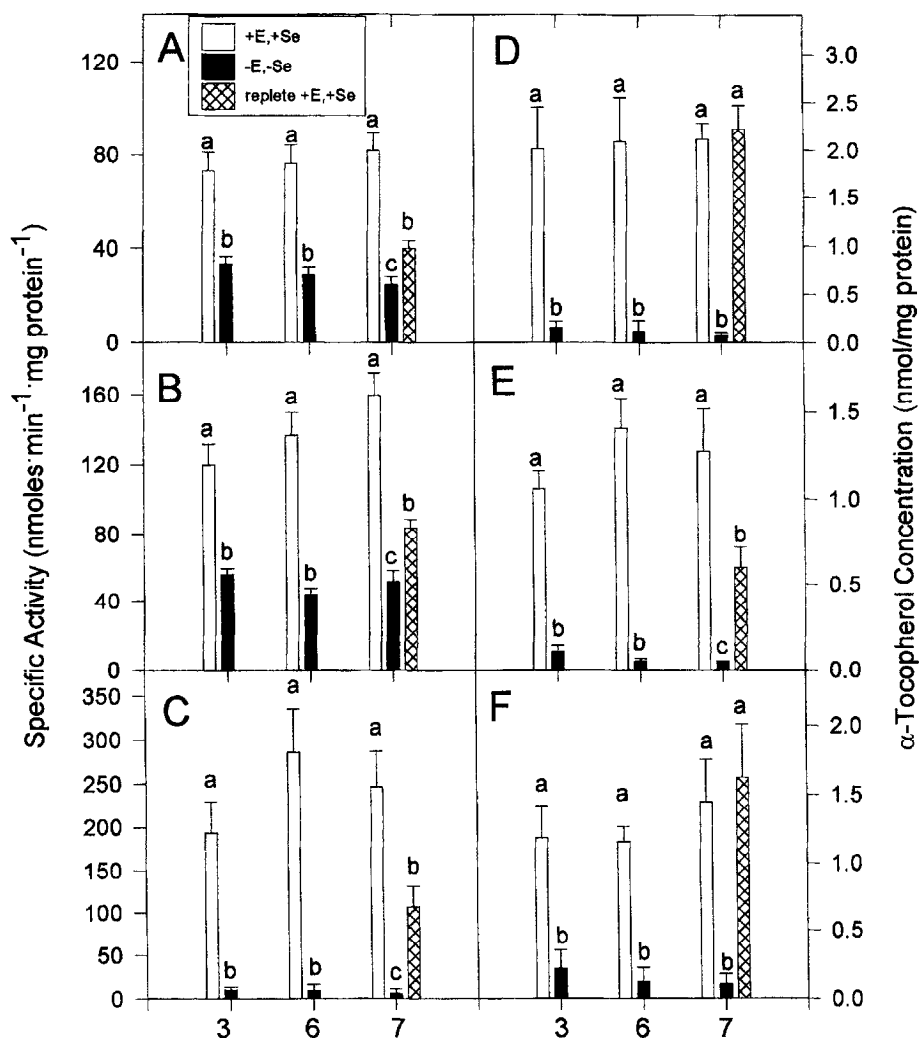 Specific Activity (nmoles·min⁻¹·mg protein⁻¹)
A
+E,+Se
-E,-Se
replete +E,+Se
120
80
40
0
a
b
a
b
a
c
b
D
3.0
2.5
2.0
1.5
1.0
0.5
0.0
a
b
a
b
a
b
a
B
160
120
80
40
0
a
b
a
b
a
c
b
E
1.5
1.0
0.5
0.0
a
b
a
b
a
c
b
C
350
300
250
200
150
100
50
0
a
b
a
b
a
c
b
F
2.0
1.5
1.0
0.5
0.0
a
b
a
b
a
b
a
3 6 7
3 6 7
α-Tocopherol Concentration (nmol/mg protein)